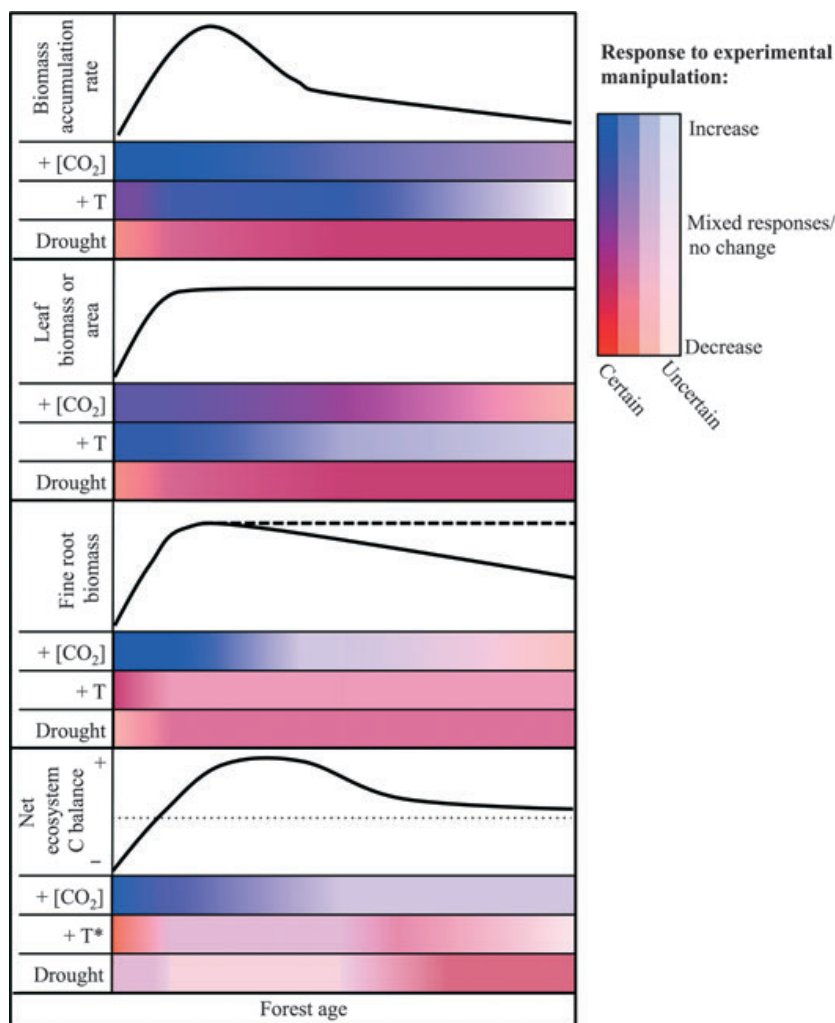 Biomass
accumulation
rate
+ [CO₂]
+ T
Drought
Leaf
biomass or
area
+ [CO₂]
+ T
Drought
Fine root
biomass
+ [CO₂]
+ T
Drought
Net
ecosystem
C balance
+
−
+ [CO₂]
+ T*
Drought
Forest age
Response to experimental
manipulation:
Increase
Mixed responses/
no change
Decrease
Certain
Uncertain